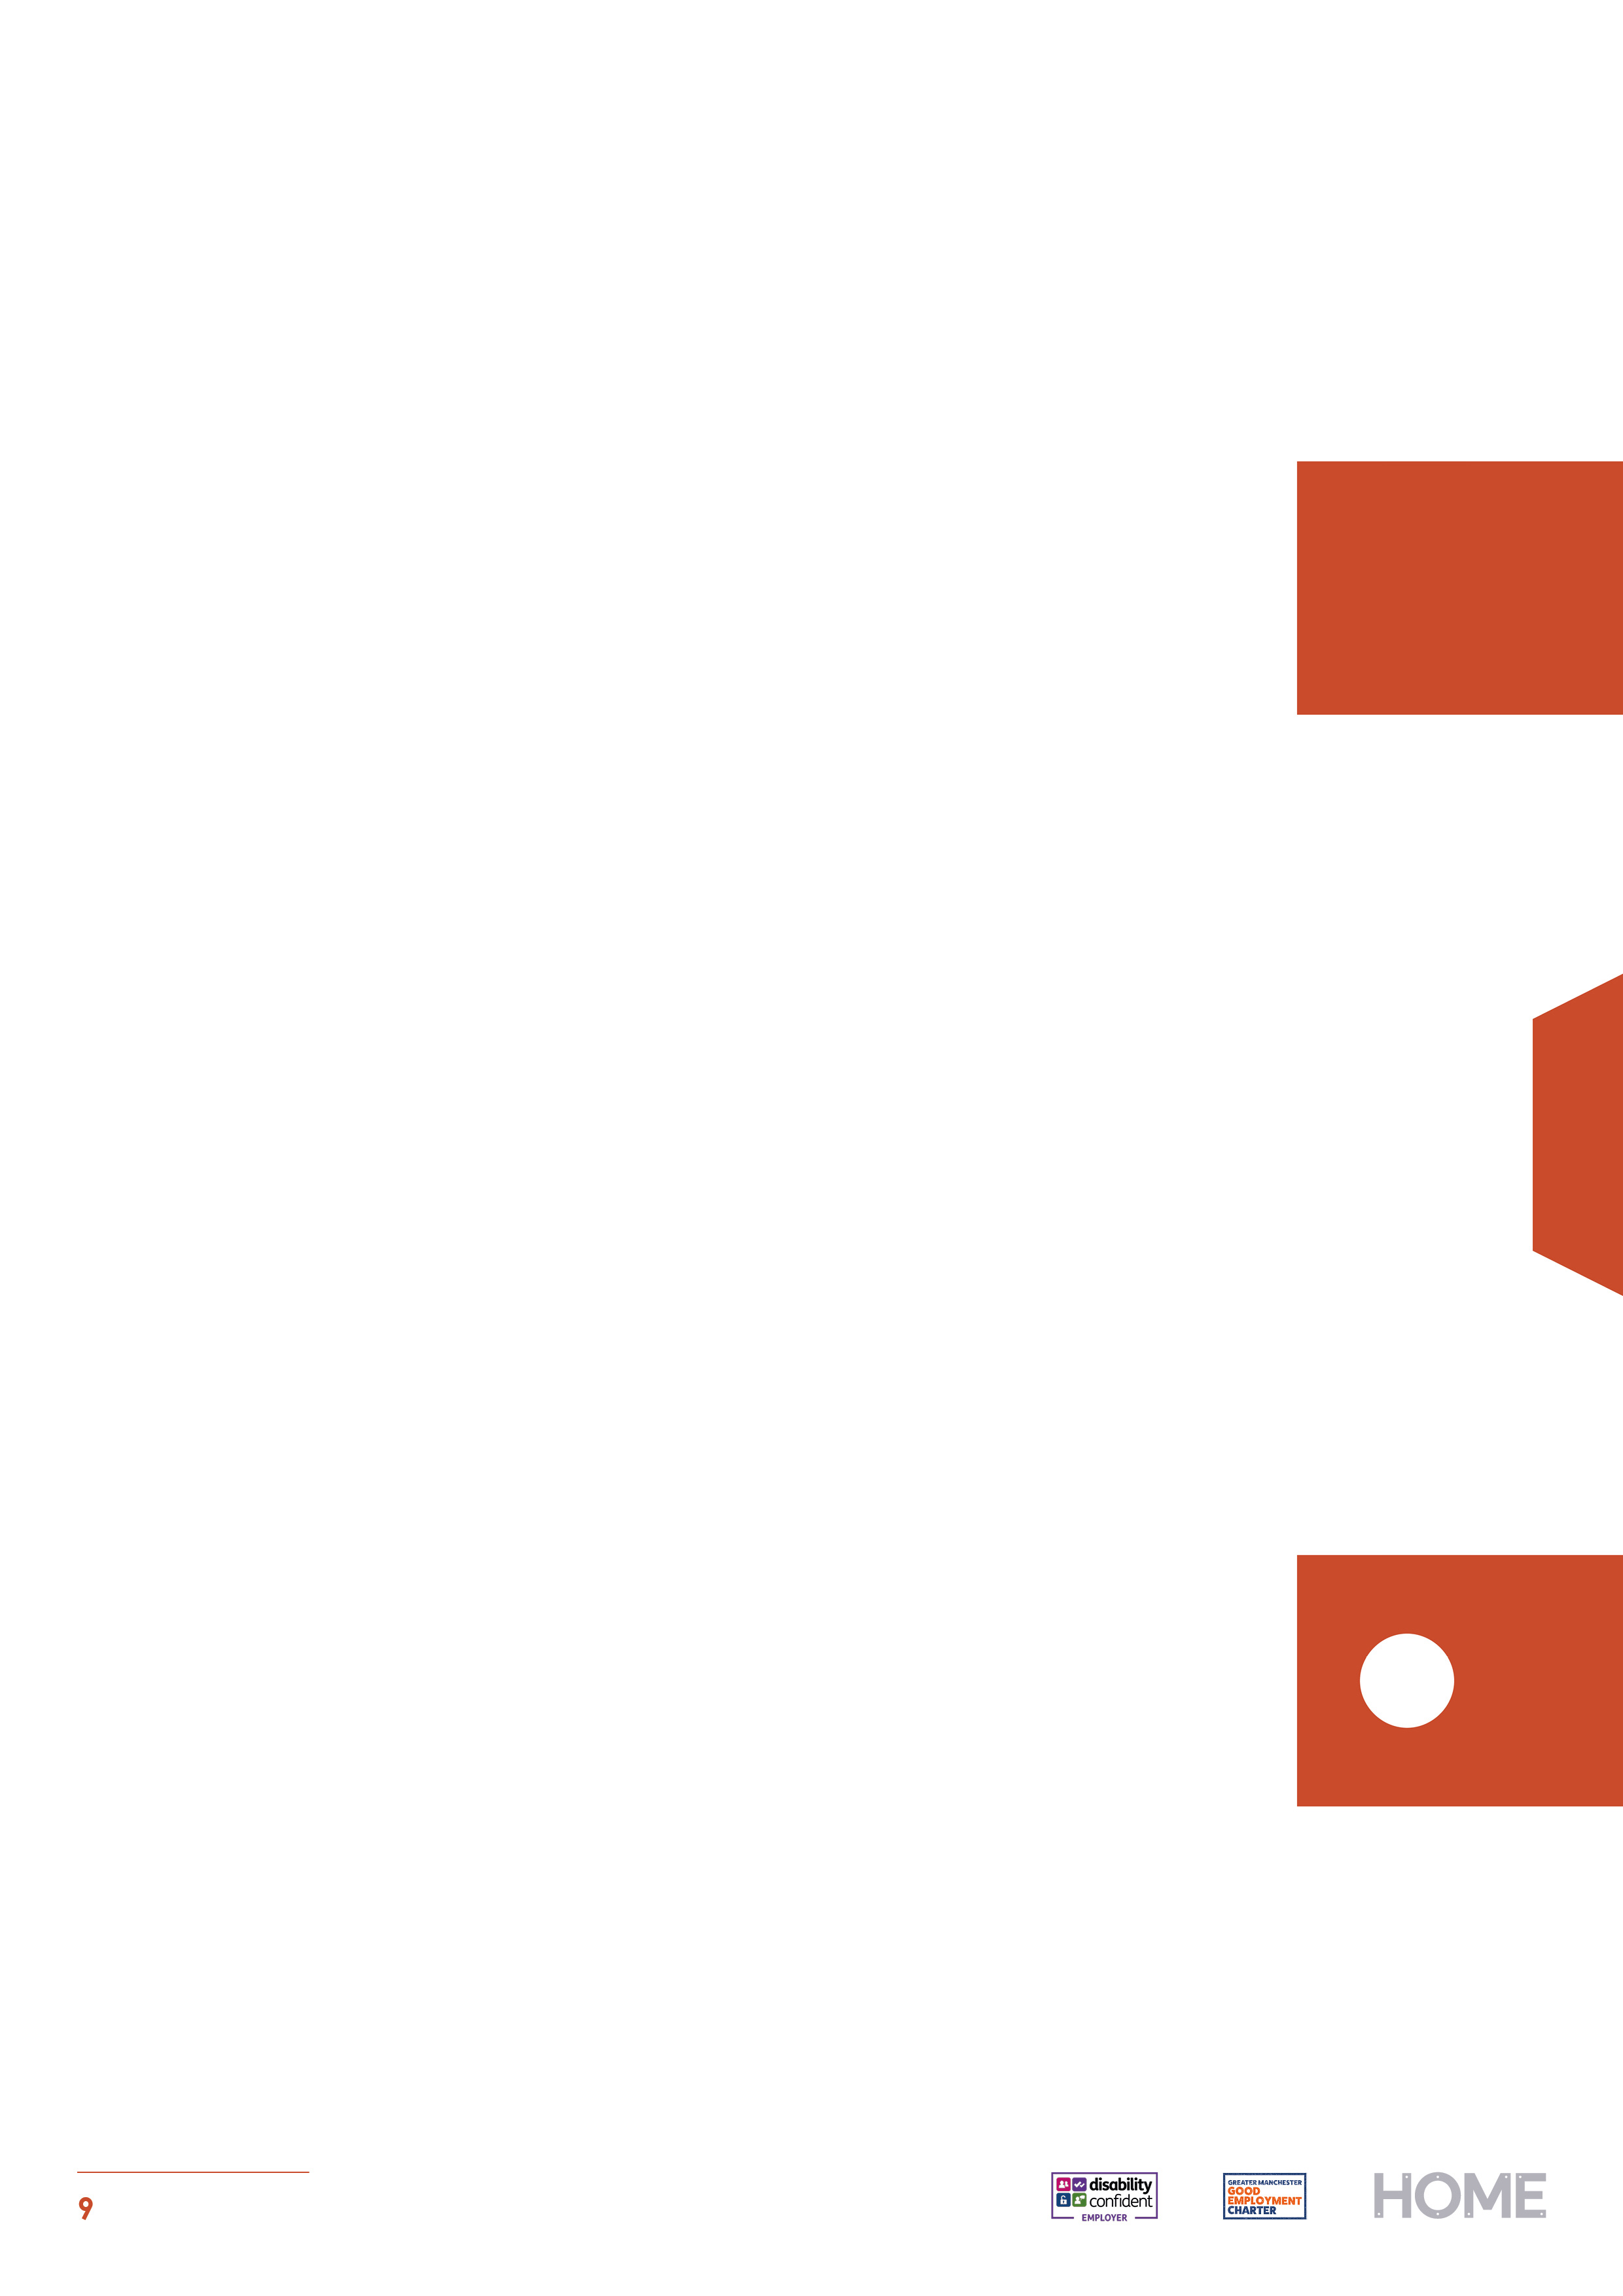 9
disability
confident
EMPLOYER
GREATER MANCHESTER
GOOD
EMPLOYMENT
CHARTER
HOME